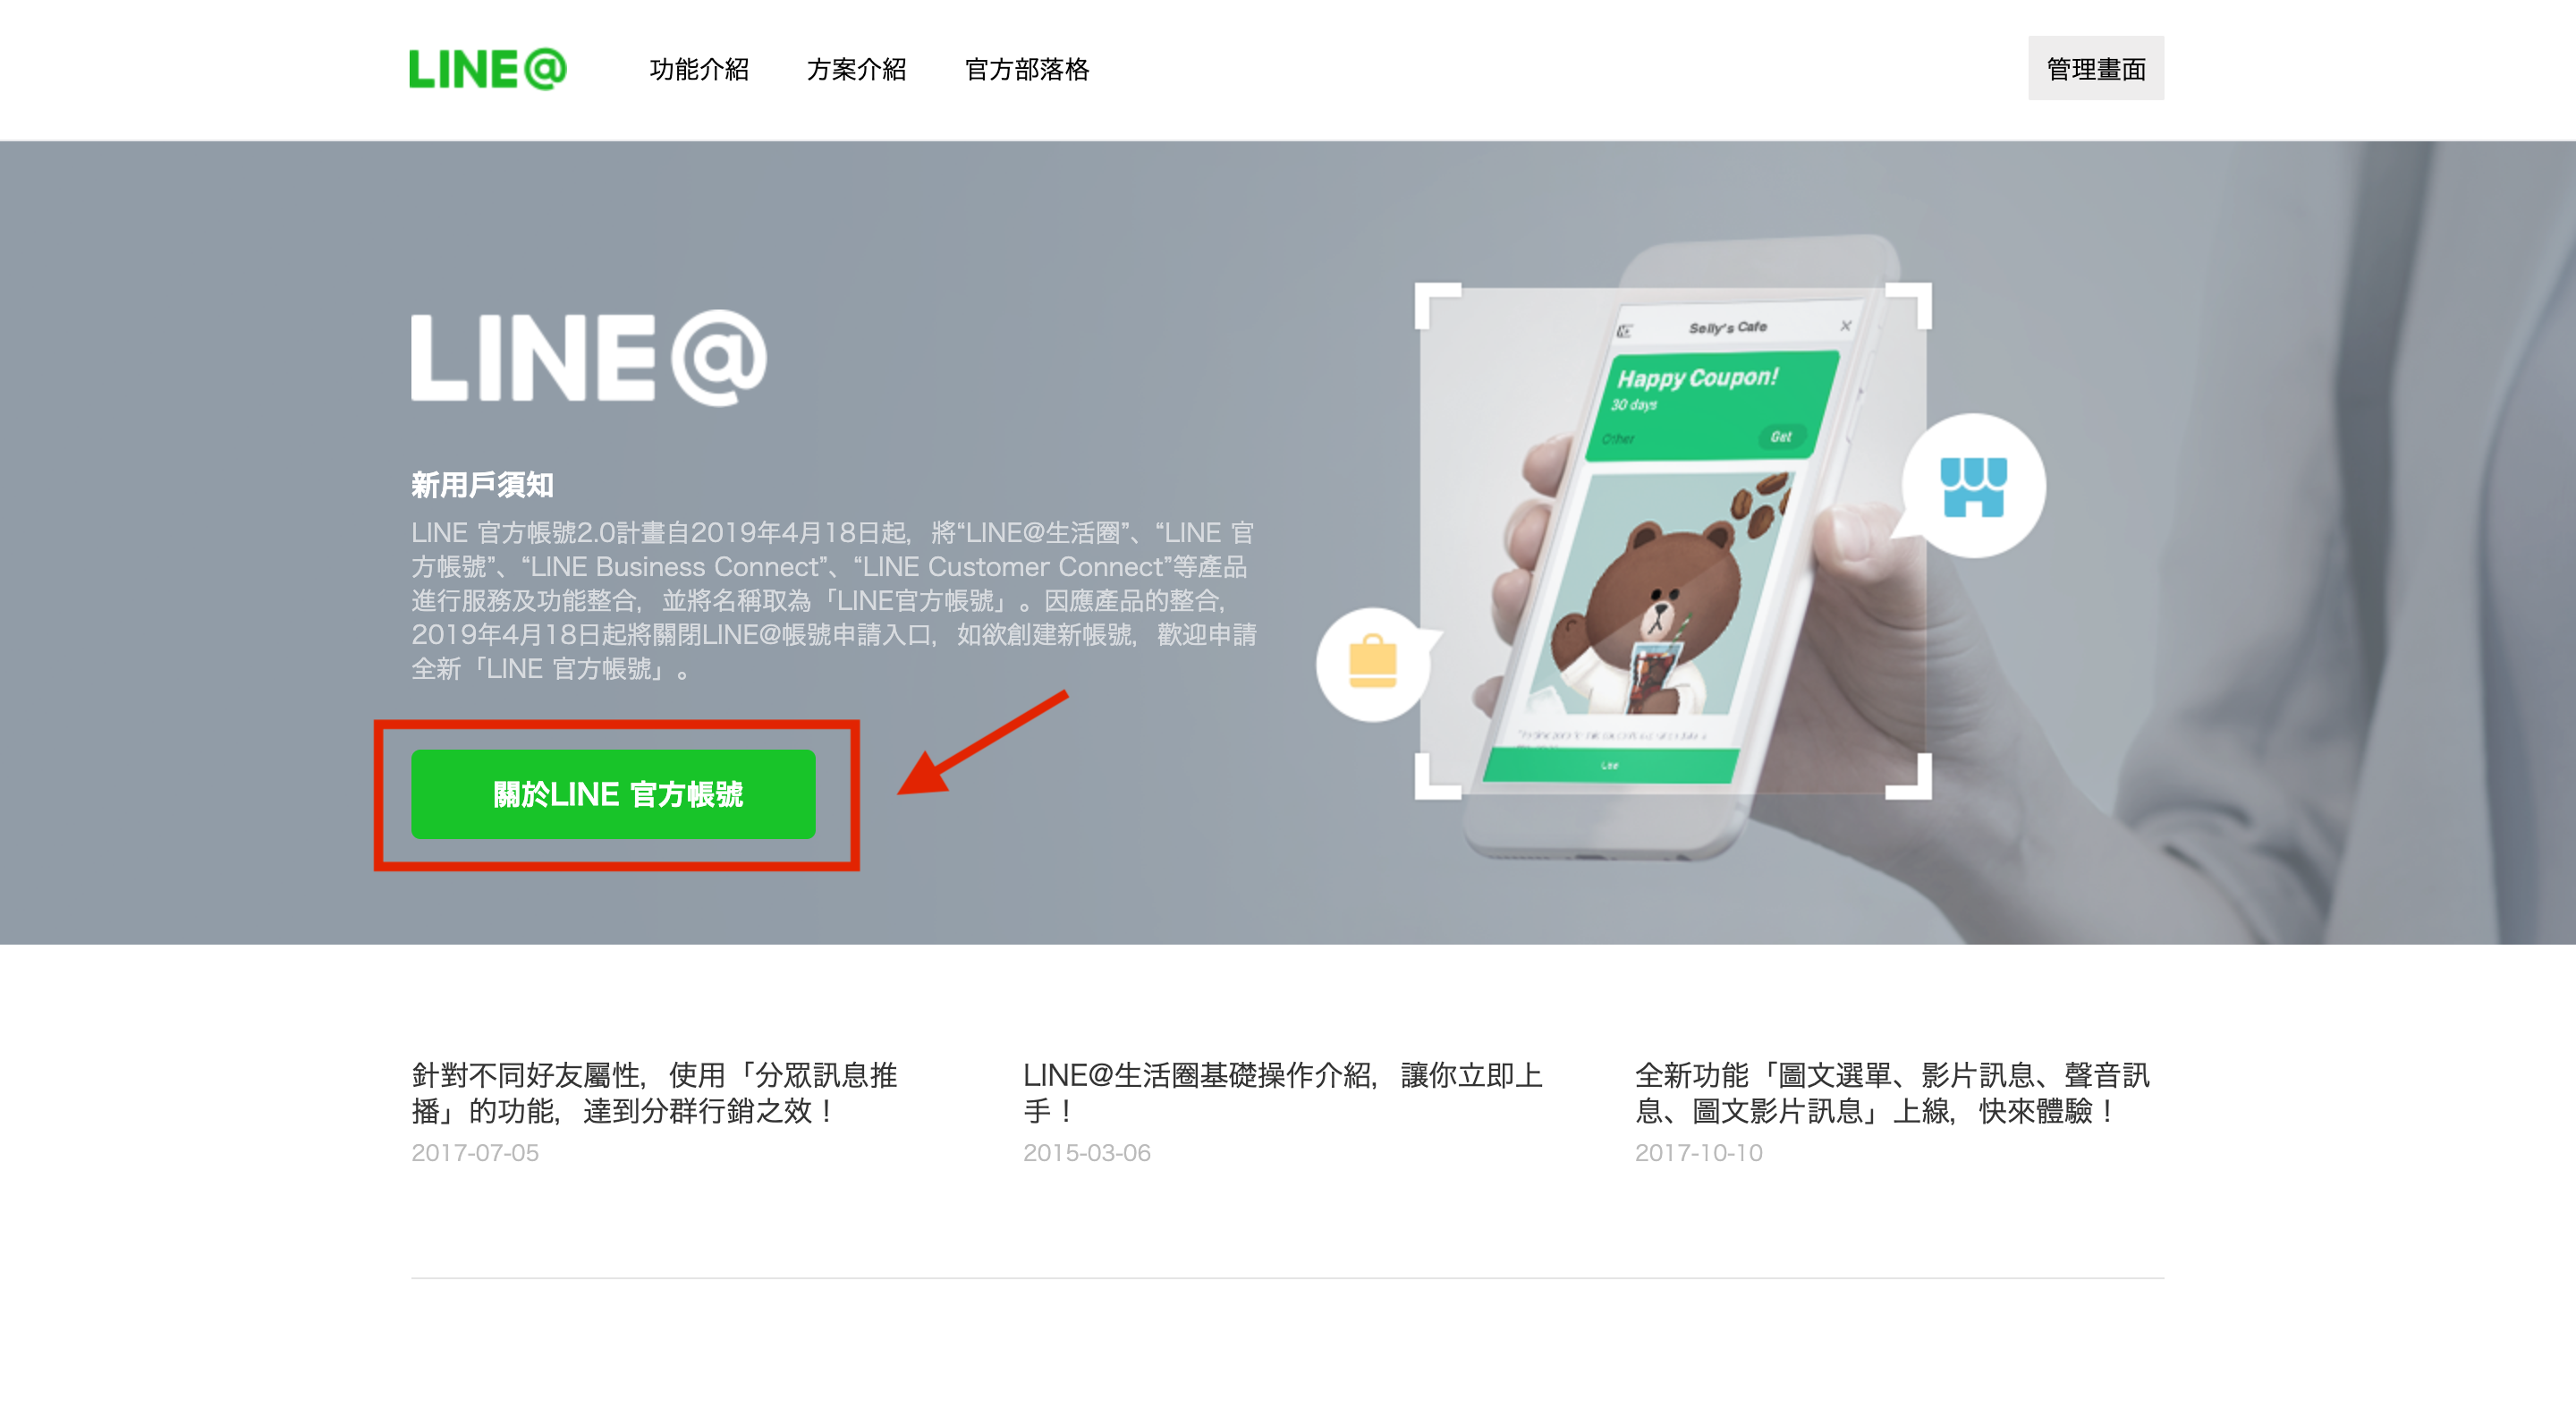 LINE@
功能介紹
方案介紹
官方部落格
管理畫面
LINE@
新用戶須知
LINE 官方帳號2.0計畫自2019年4月18日起，將“LINE@生活圈”、“LINE 官
方帳號”、“LINE Business Connect”、“LINE Customer Connect”等產品
進行服務及功能整合，並將名稱取為「LINE官方帳號」。因應產品的整合，
2019年4月18日起將關閉LINE@帳號申請入口，如欲創建新帳號，歡迎申請
全新「LINE 官方帳號」。
關於LINE 官方帳號
Selly's Cafe
Happy Coupon!
30 days
Other
Get
Use
針對不同好友屬性，使用「分眾訊息推
播」的功能，達到分群行銷之效！
2017-07-05
LINE@生活圈基礎操作介紹，讓你立即上
手！
2015-03-06
全新功能「圖文選單、影片訊息、聲音訊
息、圖文影片訊息」上線，快來體驗！
2017-10-10